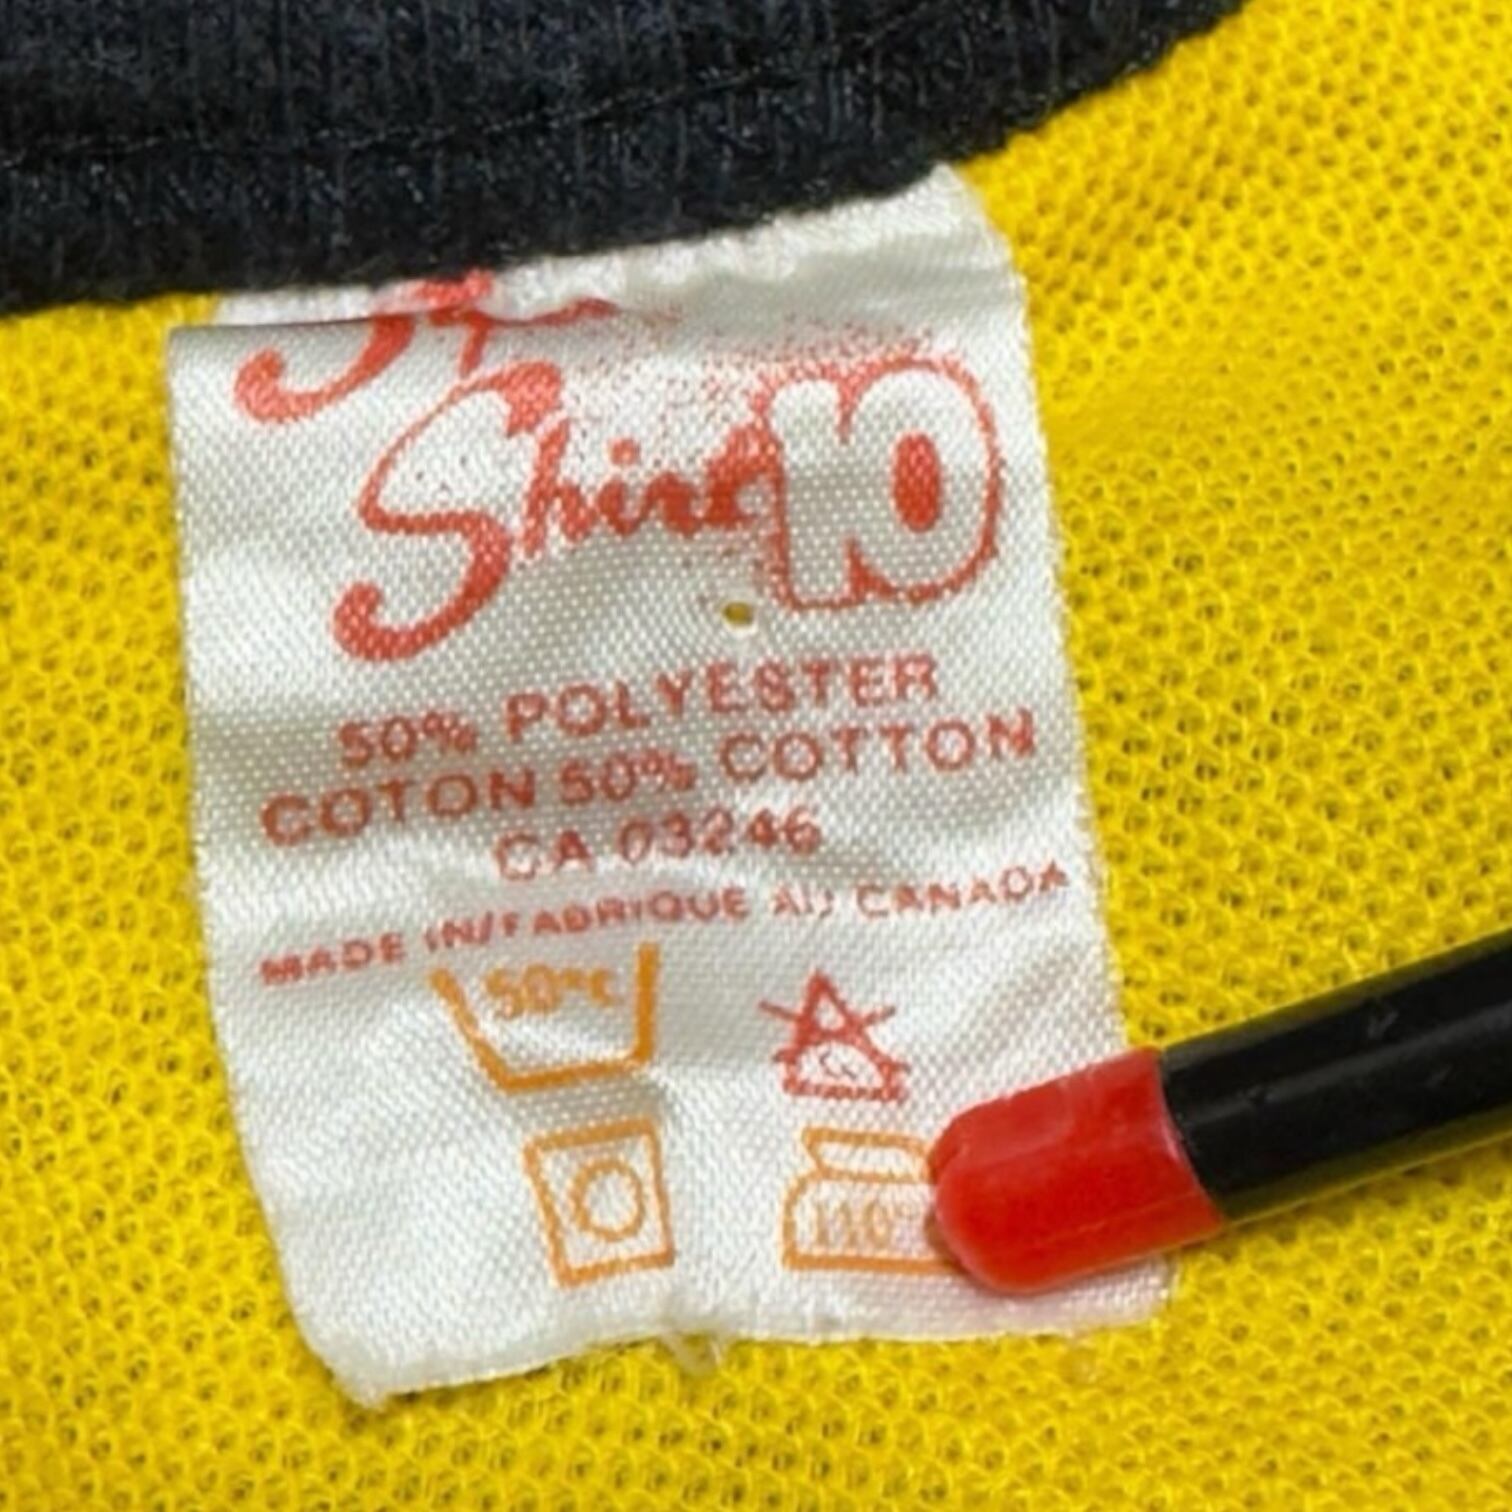 Shirt 10
50% POLYESTER
COTON 50% COTTON
CA 03246
MADE IN/FABRIQUE AU CANADA
50°C
110°